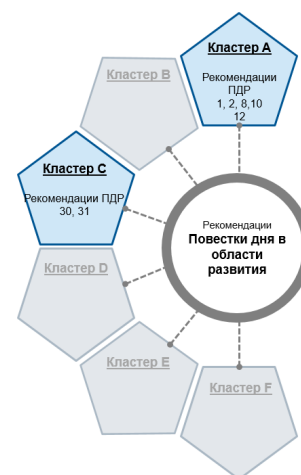 Кластер A
Рекомендации
ПДР
1, 2, 8,10
12
Кластер B
Кластер C
Рекомендации ПДР
30, 31
Рекомендации
Повестки дня в
области
развития
Кластер D
Кластер E
Кластер F